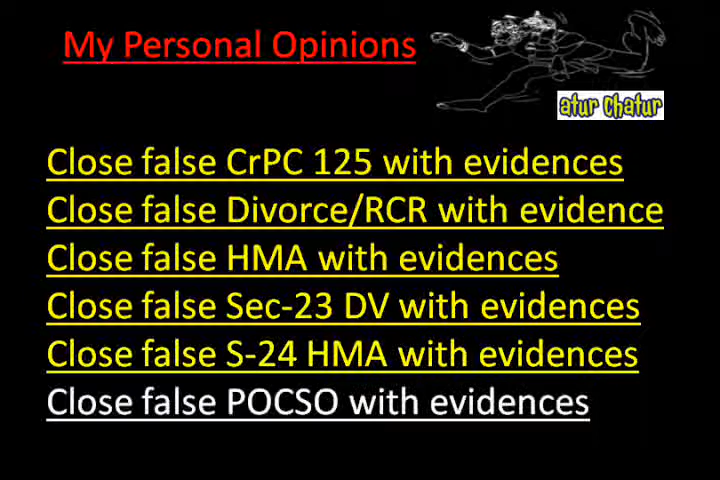 My Personal Opinions
atur Chatur
Close false CrPC 125 with evidences
Close false Divorce/RCR with evidence
Close false HMA with evidences
Close false Sec-23 DV with evidences
Close false S-24 HMA with evidences
Close false POCSO with evidences